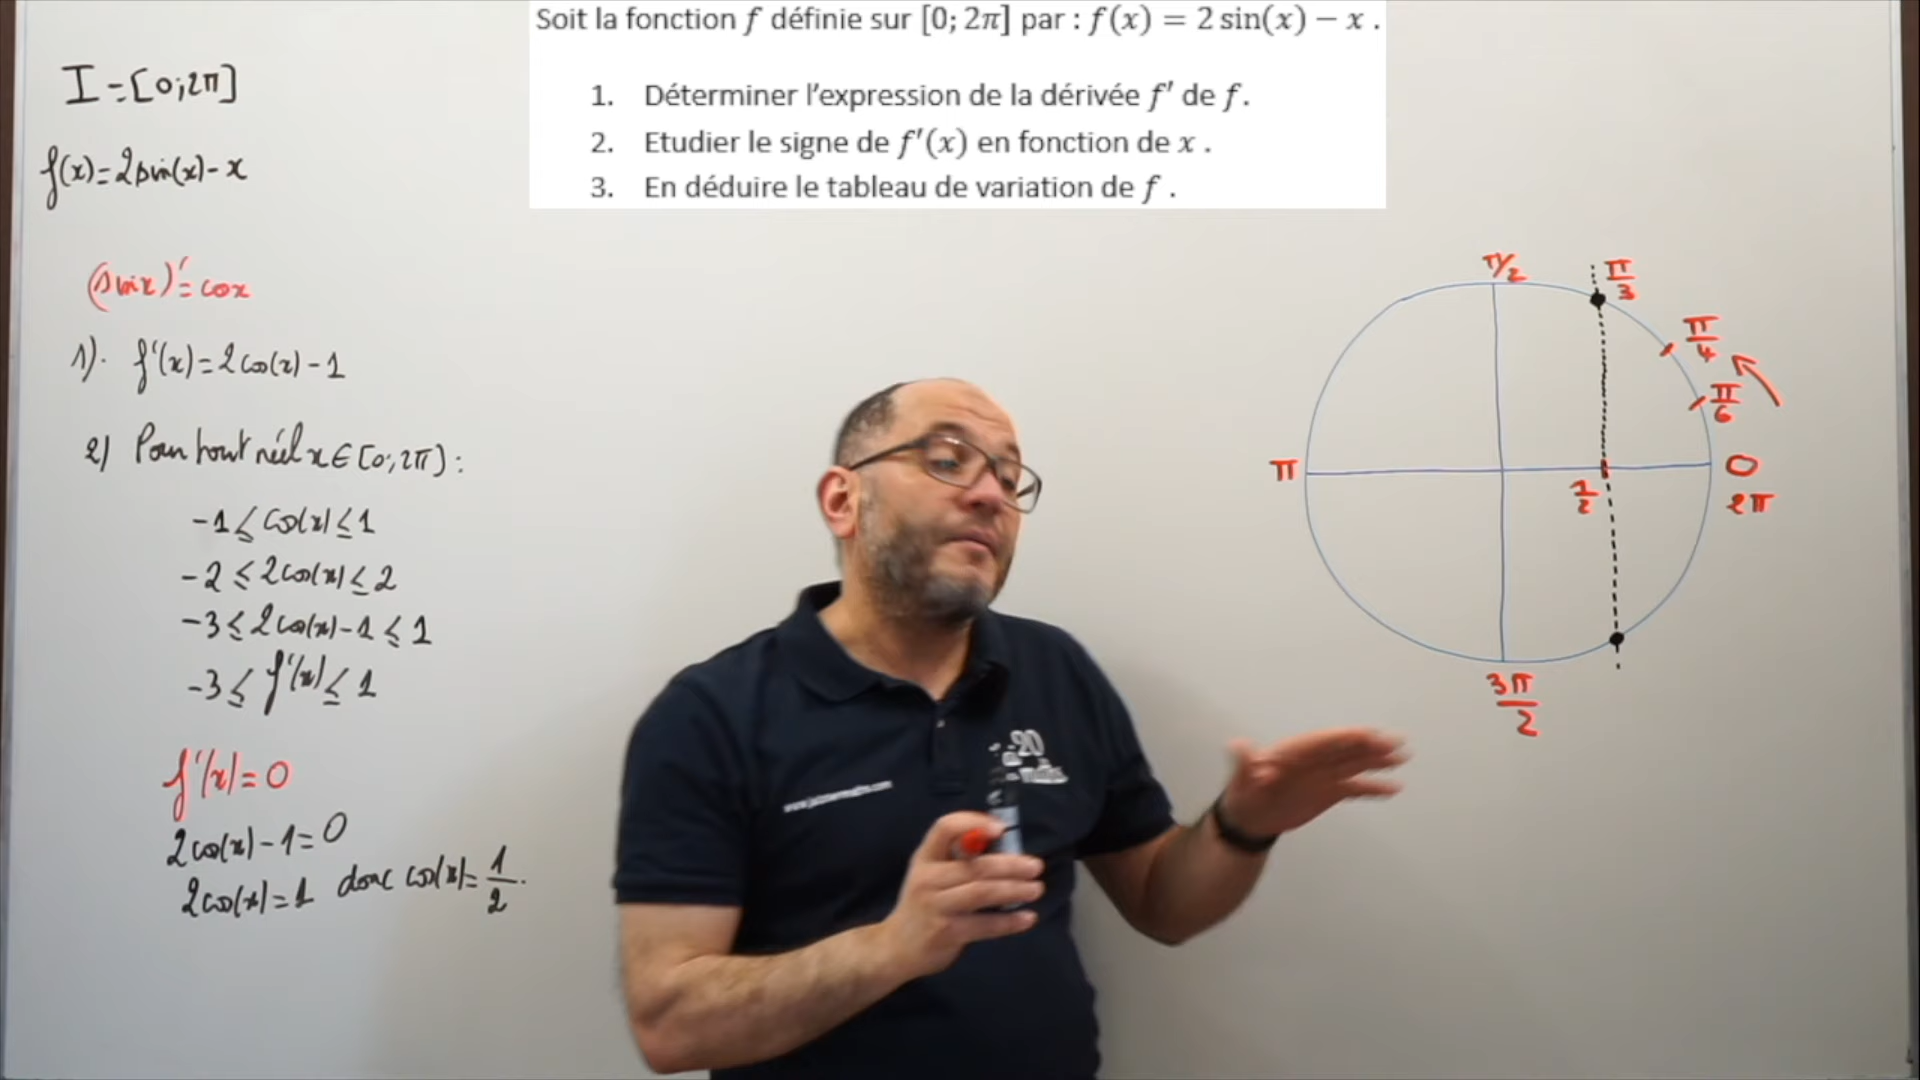 Soit la fonction f définie sur [0; 2π] par : f(x) = 2 sin(x) − x .
1. Déterminer l'expression de la dérivée f′ de f.
2. Etudier le signe de f′(x) en fonction de x .
3. En déduire le tableau de variation de f .
I = [0;2π]
f(x)=2sin(x)-x
(sin x)'= cos x
1). f'(x)=2cos(x)-1
2) Pour tout réel x∈[0;2π] :
-1 ≤ cos(x) ≤ 1
-2 ≤ 2cos(x) ≤ 2
-3 ≤ 2cos(x)-1 ≤ 1
-3 ≤ f'(x) ≤ 1
f'(x)=0
2cos(x)-1=0
2cos(x)=1 donc cos(x)=1/2.
π/2
π/3
π/4
π/6
π
1/2
0
2π
3π/2
20